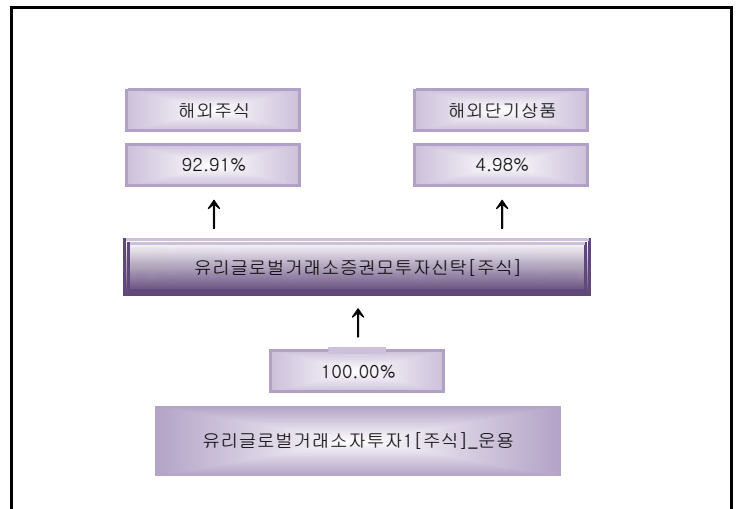 해외주식
해외단기상품
92.91%
4.98%
유리글로벌거래소증권모투자신탁[주식]
100.00%
유리글로벌거래소자투자1[주식]_운용